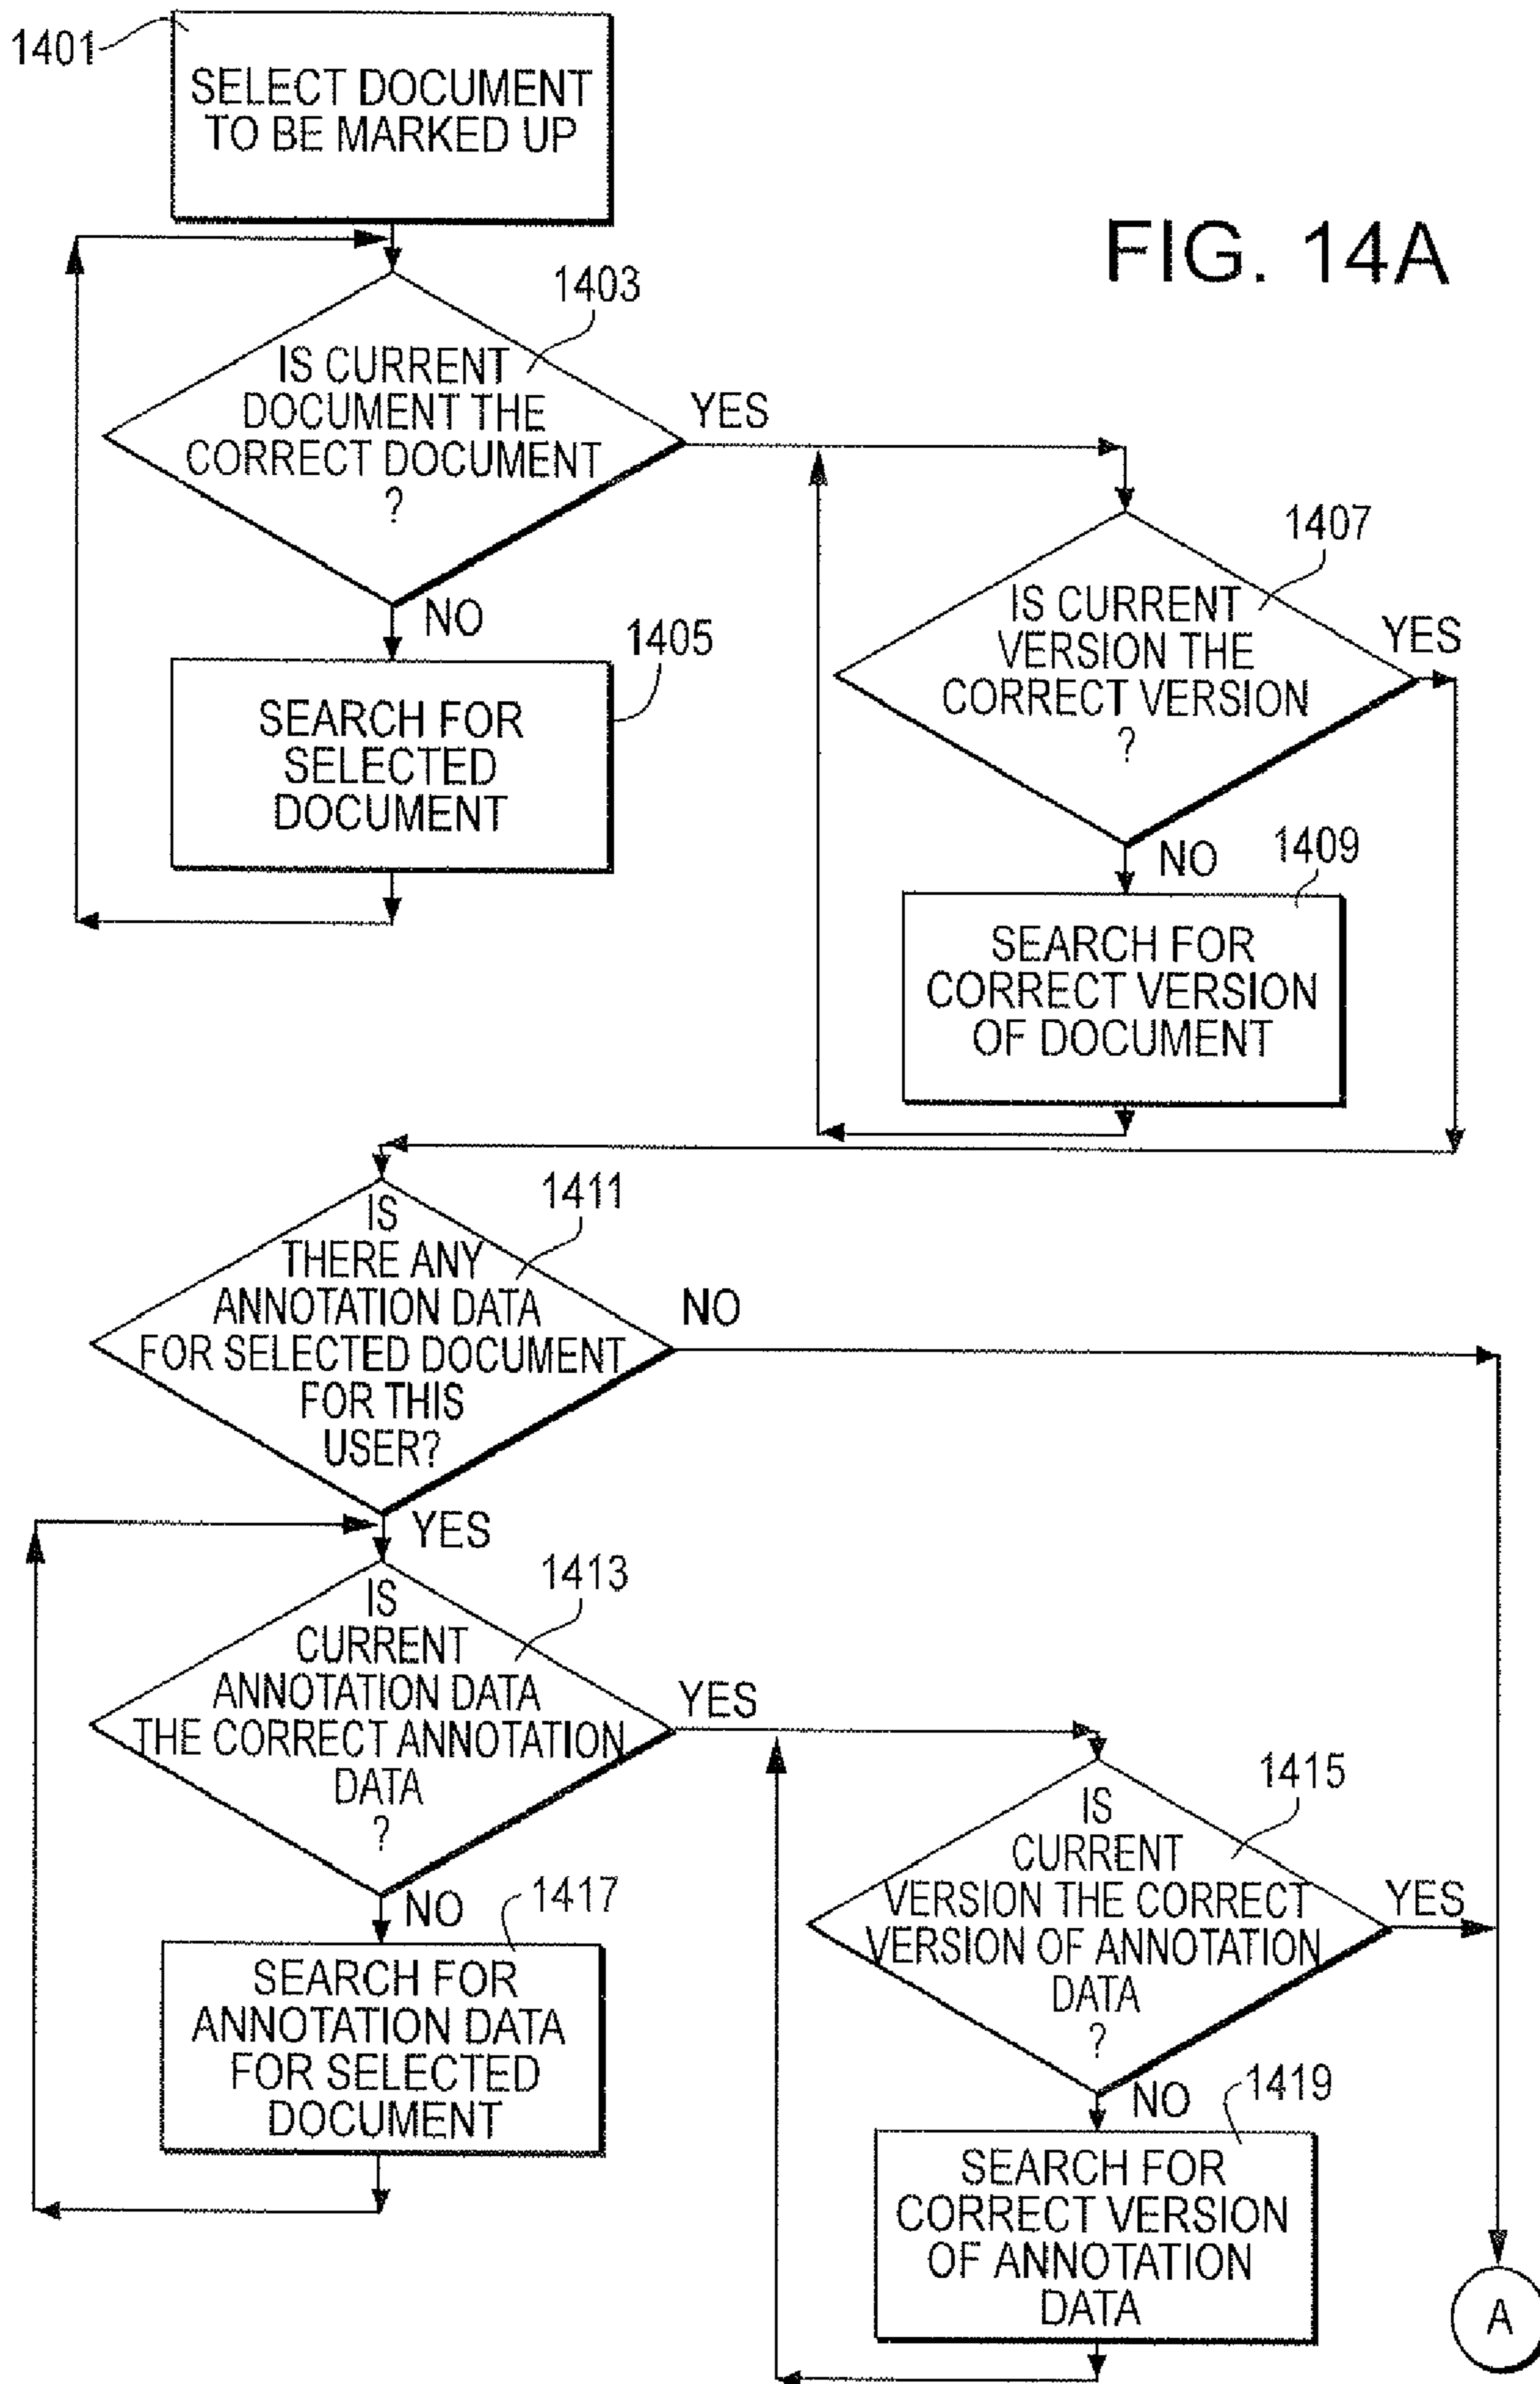 1401
SELECT DOCUMENT
TO BE MARKED UP
FIG. 14A
1403
IS CURRENT
DOCUMENT THE
CORRECT DOCUMENT
?
YES
NO
1405
SEARCH FOR
SELECTED
DOCUMENT
1407
IS CURRENT
VERSION THE
CORRECT VERSION
?
YES
NO
1409
SEARCH FOR
CORRECT VERSION
OF DOCUMENT
1411
IS
THERE ANY
ANNOTATION DATA
FOR SELECTED DOCUMENT
FOR THIS
USER?
NO
YES
1413
IS
CURRENT
ANNOTATION DATA
THE CORRECT ANNOTATION
DATA
?
YES
NO
1417
SEARCH FOR
ANNOTATION DATA
FOR SELECTED
DOCUMENT
1415
IS
CURRENT
VERSION THE CORRECT
VERSION OF ANNOTATION
DATA
?
YES
NO
1419
SEARCH FOR
CORRECT VERSION
OF ANNOTATION
DATA
A